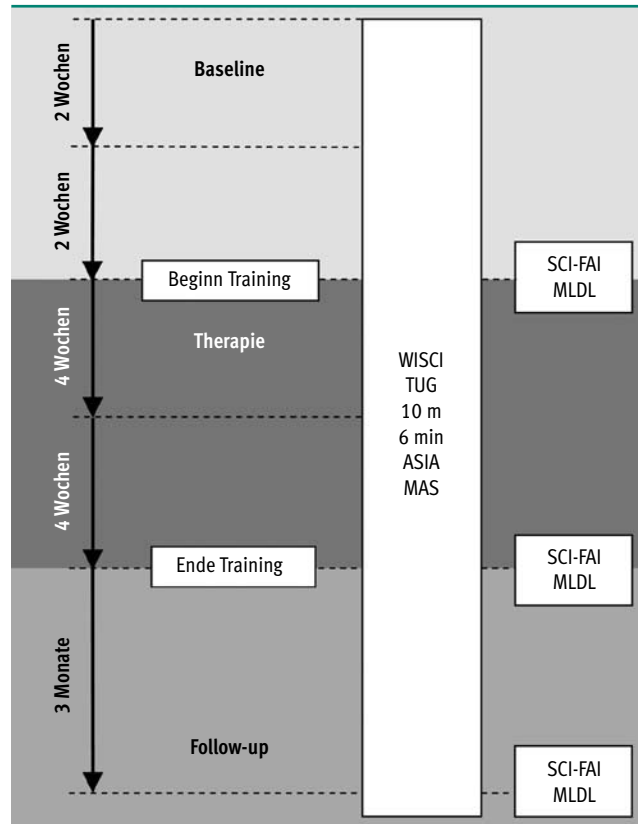 2 Wochen
Baseline
2 Wochen
Beginn Training
SCI-FAI
MLDL
4 Wochen
Therapie
WISCI
TUG
10 m
6 min
ASIA
MAS
4 Wochen
Ende Training
SCI-FAI
MLDL
3 Monate
Follow-up
SCI-FAI
MLDL